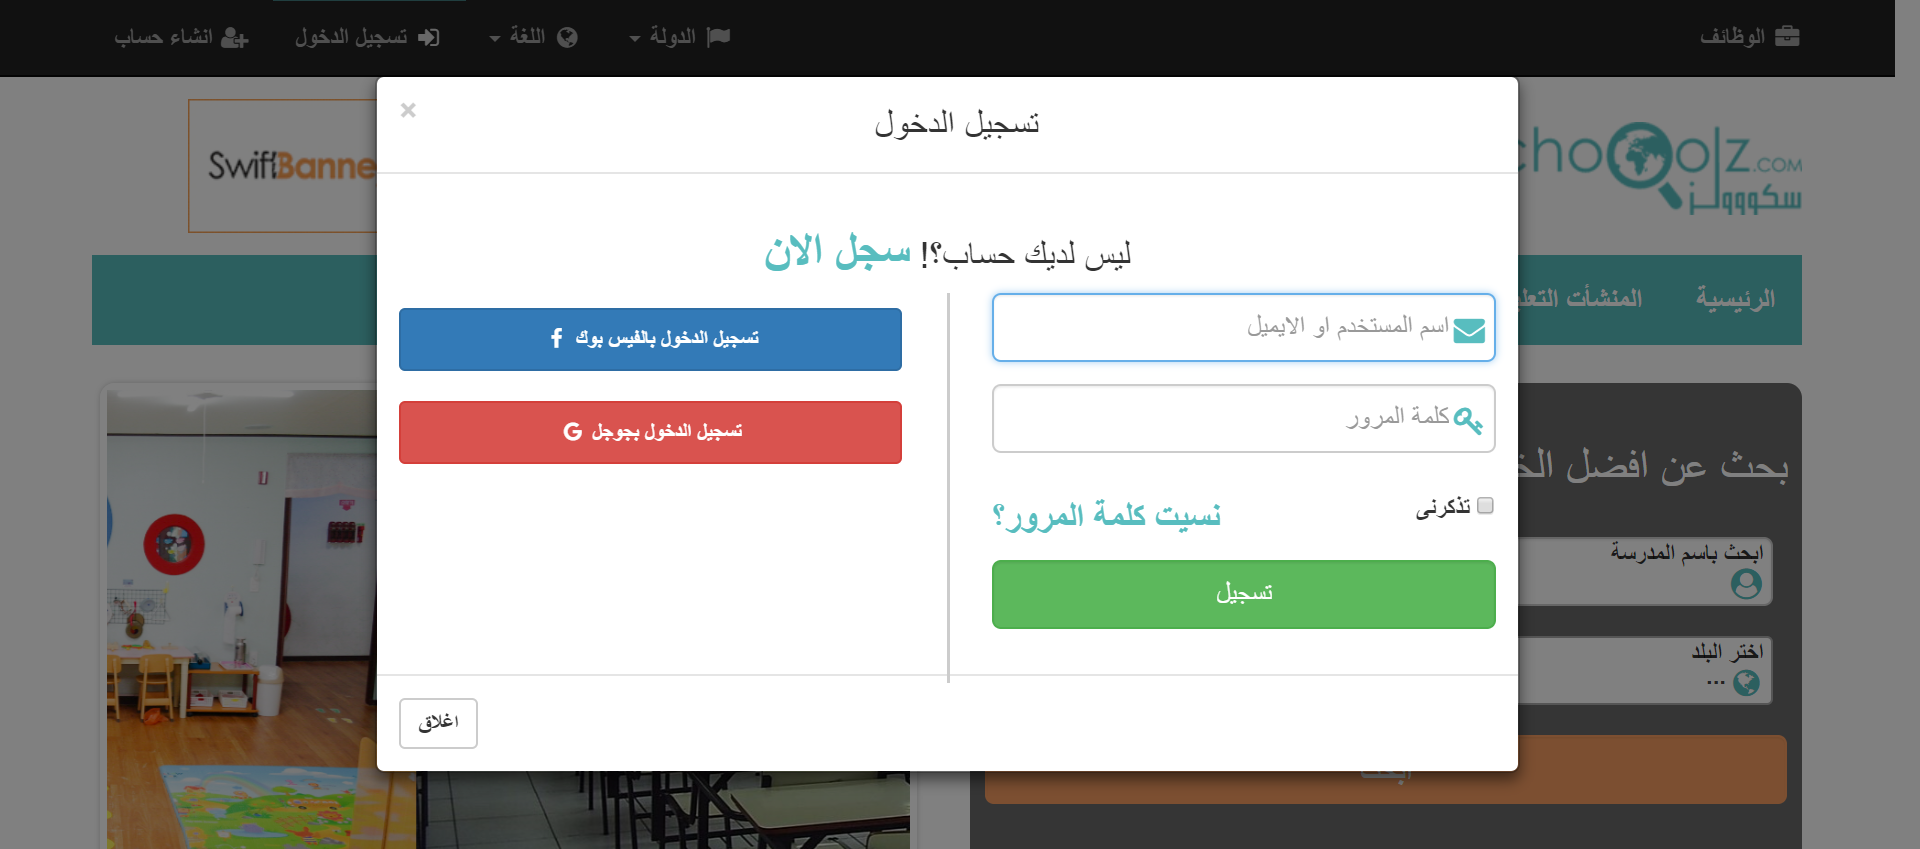 الوظائف
الدولة
اللغة
تسجيل الدخول
انشاء حساب
×
تسجيل الدخول
choolz.com
سكووولز
SwiftBanne
ليس لديك حساب؟! سجل الان
الرئيسية
المنشأت
اسم المستخدم او الايميل
تسجيل الدخول بالفيس بوك
كلمة المرور
تسجيل الدخول بجوجل
بحث عن افضل
تذكرنى
نسيت كلمة المرور؟
ابحث باسم المدرسة
تسجيل
اختر البلد
...
اغلاق